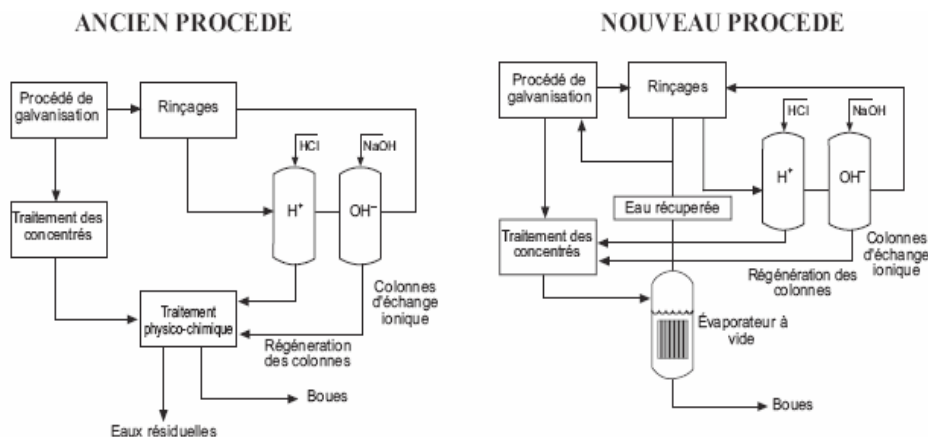 ANCIEN PROCEDE
Procédé de
galvanisation
Rinçages
HCl
NaOH
H+
OH–
Traitement des
concentrés
Colonnes
d'échange
ionique
Traitement
physico-chimique
Régéneration
des colonnes
Boues
Eaux résiduelles
NOUVEAU PROCEDE
Procédé de
galvanisation
Rinçages
HCl
NaOH
H+
OH–
Eau récuperée
Traitement des
concentrés
Colonnes
d'échange
ionique
Régénération des
colonnes
Évaporateur à
vide
Boues